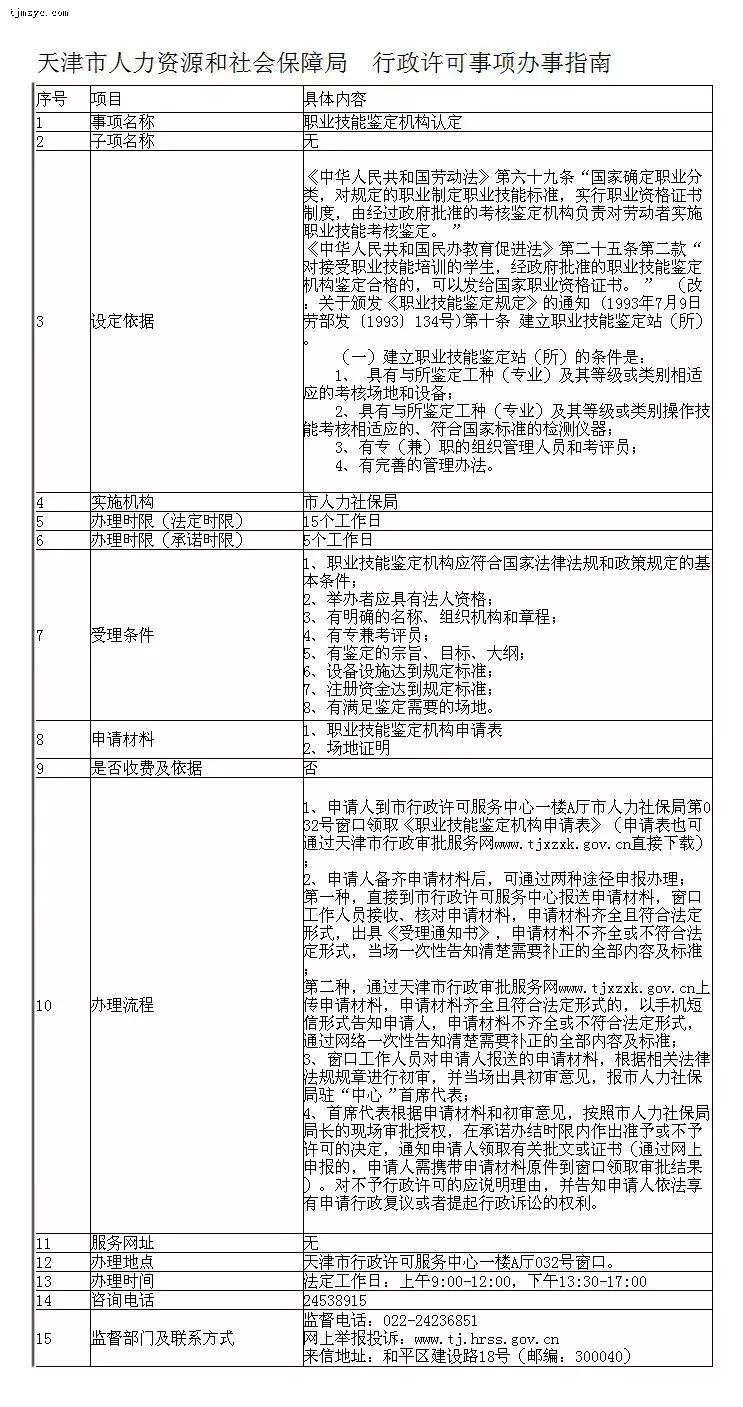 tjmzyc.com
天津市人力资源和社会保障局 行政许可事项办事指南
序号 项目 具体内容
1 事项名称 职业技能鉴定机构认定
2 子项名称 无
3 设定依据
《中华人民共和国劳动法》第六十九条“国家确定职业分
类，对规定的职业制定职业技能标准，实行职业资格证书
制度，由经过政府批准的考核鉴定机构负责对劳动者实施
职业技能考核鉴定。”
《中华人民共和国民办教育促进法》第二十五条第二款“
对接受职业技能培训的学生，经政府批准的职业技能鉴定
机构鉴定合格的，可以发给国家职业资格证书。” （改
：关于颁发《职业技能鉴定规定》的通知（1993年7月9日
劳部发〔1993〕134号)第十条 建立职业技能鉴定站（所）
。
（一）建立职业技能鉴定站（所）的条件是：
1、 具有与所鉴定工种（专业）及其等级或类别相适
应的考核场地和设备；
2、具有与所鉴定工种（专业）及其等级或类别操作技
能考核相适应的、符合国家标准的检测仪器；
3、有专（兼）职的组织管理人员和考评员；
4、有完善的管理办法。
4 实施机构 市人力社保局
5 办理时限（法定时限） 15个工作日
6 办理时限（承诺时限） 5个工作日
7 受理条件
1、职业技能鉴定机构应符合国家法律法规和政策规定的基
本条件；
2、举办者应具有法人资格；
3、有明确的名称、组织机构和章程；
4、有专兼考评员；
5、有鉴定的宗旨、目标、大纲；
6、设备设施达到规定标准；
7、注册资金达到规定标准；
8、有满足鉴定需要的场地。
8 申请材料
1、职业技能鉴定机构申请表
2、场地证明
9 是否收费及依据 否
10 办理流程
1、申请人到市行政许可服务中心一楼A厅市人力社保局第0
32号窗口领取《职业技能鉴定机构申请表》（申请表也可
通过天津市行政审批服务网www.tjxzxk.gov.cn直接下载）
；
2、申请人备齐申请材料后，可通过两种途径申报办理；
第一种，直接到市行政许可服务中心报送申请材料，窗口
工作人员接收、核对申请材料，申请材料齐全且符合法定
形式，出具《受理通知书》，申请材料不齐全或不符合法
定形式，当场一次性告知清楚需要补正的全部内容及标准
；
第二种，通过天津市行政审批服务网www.tjxzxk.gov.cn上
传申请材料，申请材料齐全且符合法定形式的，以手机短
信形式告知申请人，申请材料不齐全或不符合法定形式，
通过网络一次性告知清楚需要补正的全部内容及标准；
3、窗口工作人员对申请人报送的申请材料，根据相关法律
法规规章进行初审，并当场出具初审意见，报市人力社保
局驻“中心”首席代表；
4、首席代表根据申请材料和初审意见，按照市人力社保局
局长的现场审批授权，在承诺办结时限内作出准予或不予
许可的决定，通知申请人领取有关批文或证书（通过网上
申报的，申请人需携带申请材料原件到窗口领取审批结果
）。对不予行政许可的应说明理由，并告知申请人依法享
有申请行政复议或者提起行政诉讼的权利。
11 服务网址 无
12 办理地点 天津市行政许可服务中心一楼A厅032号窗口。
13 办理时间 法定工作日：上午9:00-12:00，下午13:30-17:00
14 咨询电话 24538915
15 监督部门及联系方式
监督电话：022-24236851
网上举报投诉：www.tj.hrss.gov.cn
来信地址：和平区建设路18号（邮编：300040）